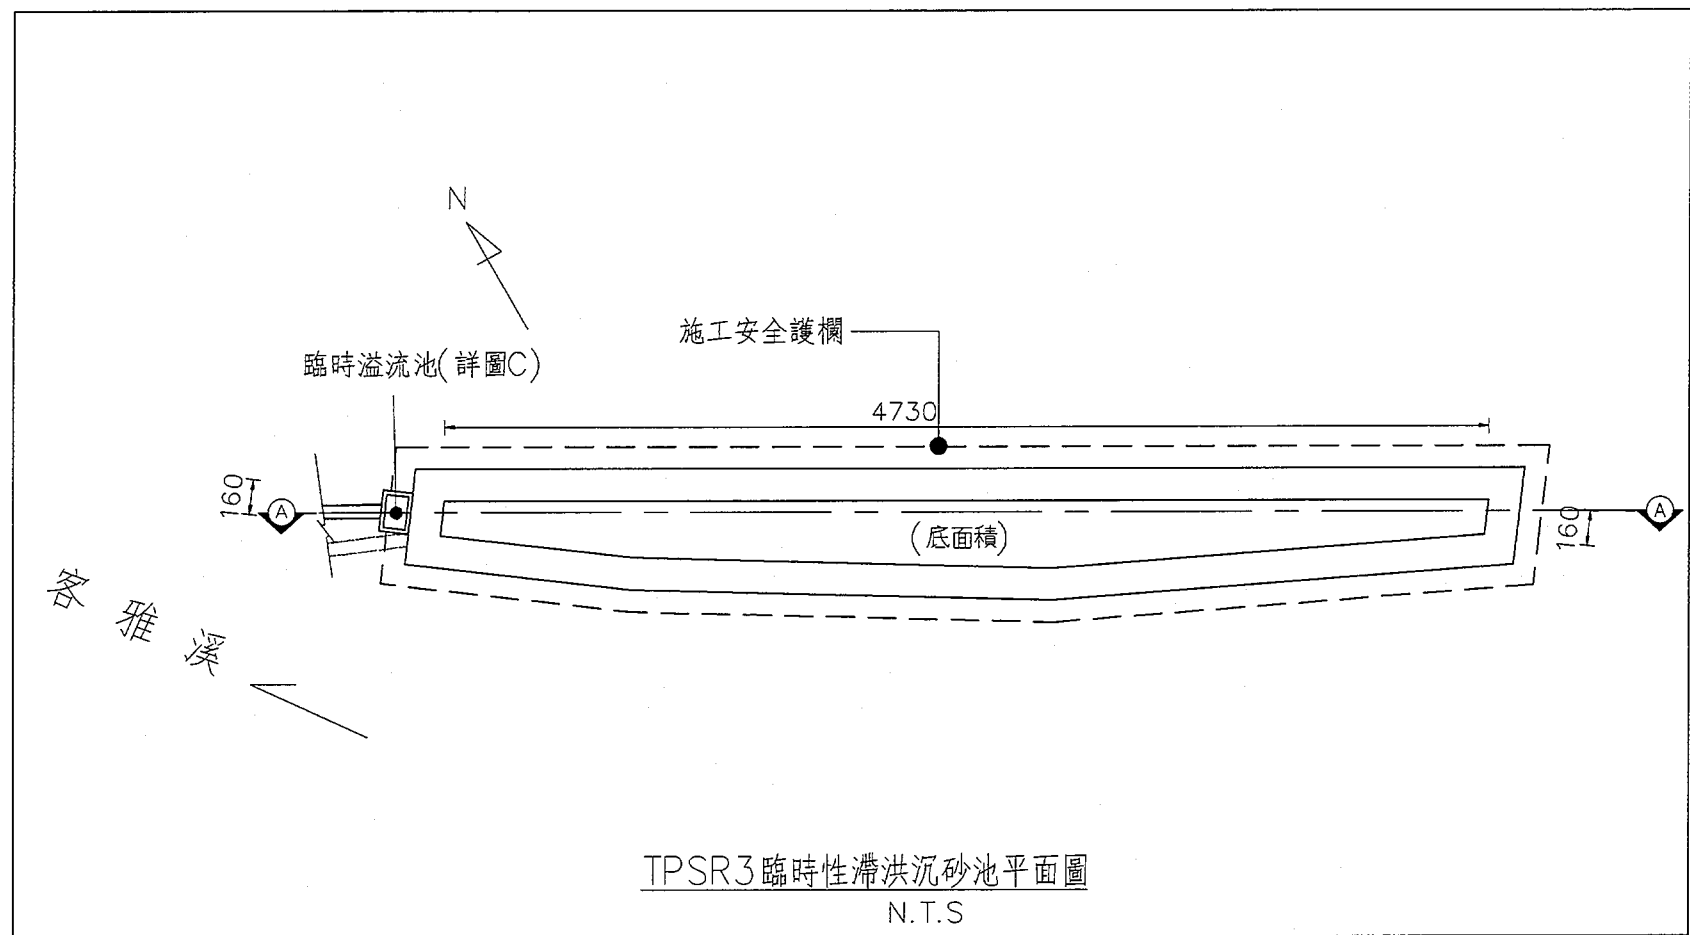 N
施工安全護欄
臨時溢流池(詳圖C)
4730
160
A
A
160
(底面積)
客雅溪
TPSR3臨時性滯洪沉砂池平面圖
N.T.S